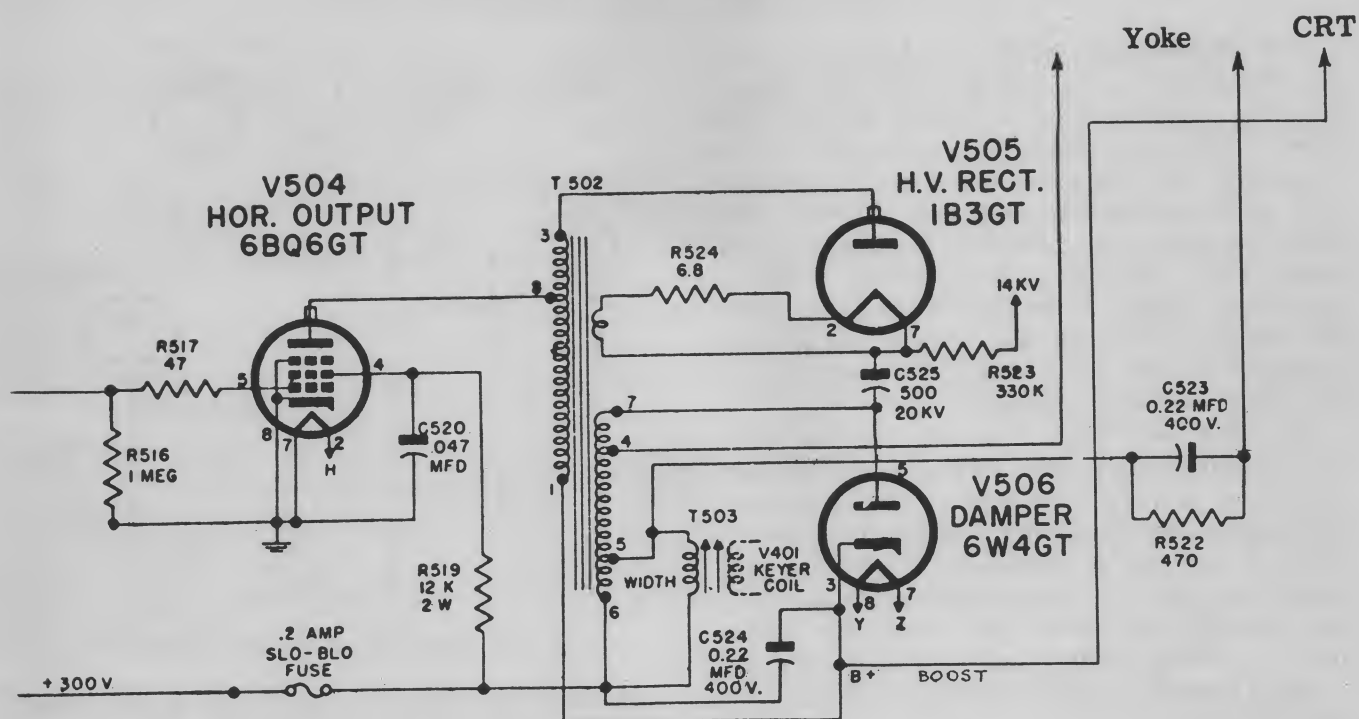 Yoke
CRT
V504
HOR. OUTPUT
6BQ6GT
T 502
V505
H.V. RECT.
1B3GT
3
8
R524
6.8
14KV
2
7
R517
47
5
4
8
7
2
H
C520
.047
MFD
R516
1 MEG
C525
500
20KV
R523
330K
C523
0.22 MFD
400V.
7
4
1
5
6
R519
12 K
2 W
T503
WIDTH
V401
KEYER
COIL
5
3
8
7
Y
Z
V506
DAMPER
6W4GT
R522
470
C524
0.22
MFD.
400V.
.2 AMP
SLO-BLO
FUSE
+ 300 V.
B+
BOOST